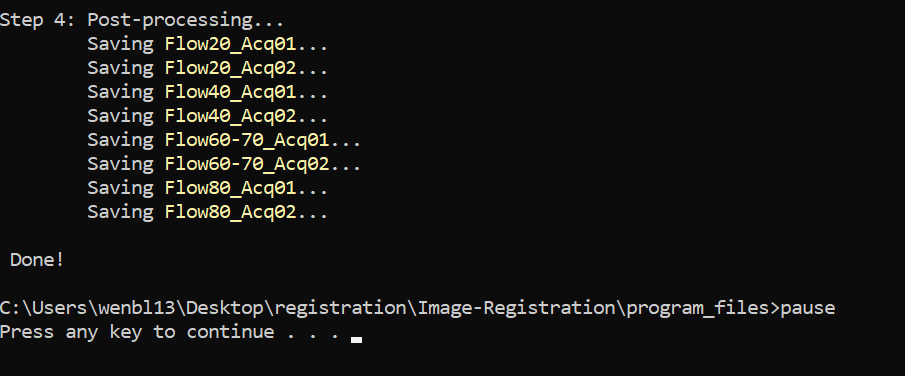 Step 4: Post-processing...
Saving Flow20_Acq01...
Saving Flow20_Acq02...
Saving Flow40_Acq01...
Saving Flow40_Acq02...
Saving Flow60-70_Acq01...
Saving Flow60-70_Acq02...
Saving Flow80_Acq01...
Saving Flow80_Acq02...
Done!
C:\Users\wenbl13\Desktop\registration\Image-Registration\program_files>pause
Press any key to continue . . .